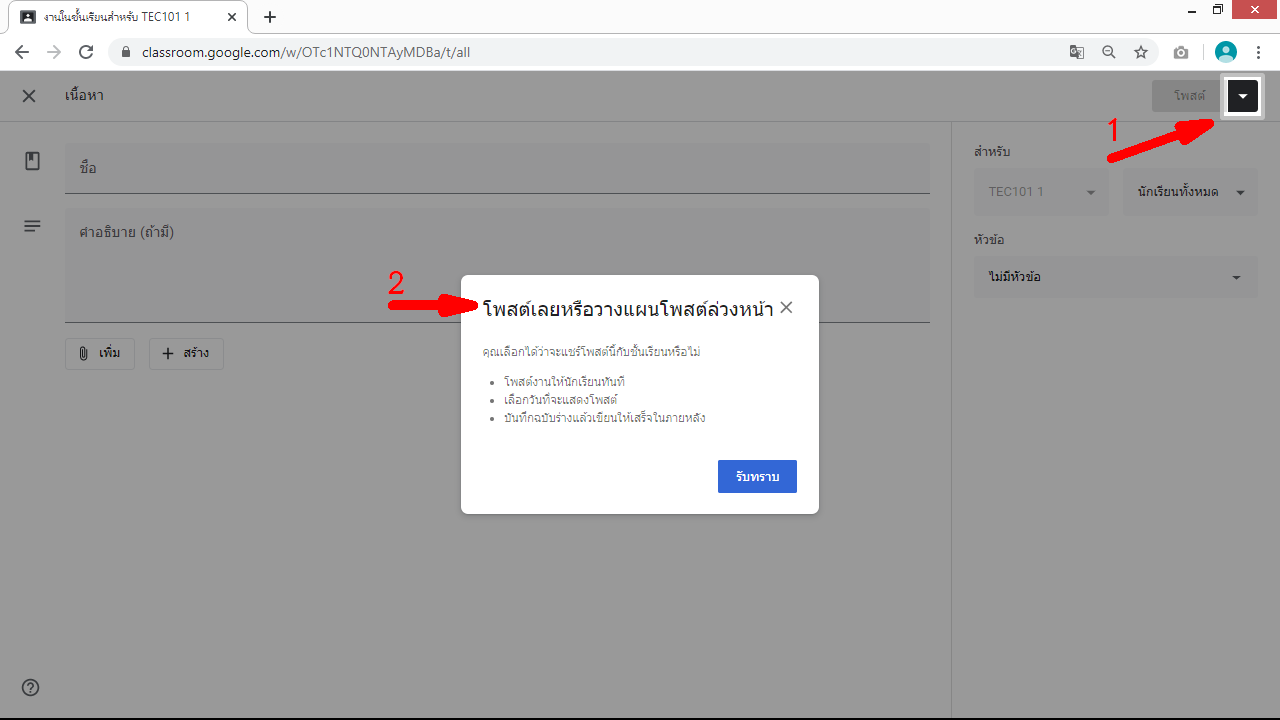 งานในชั้นเรียนสำหรับ TEC101 1
classroom.google.com/w/OTc1NTQ0NTAyMDBa/t/all
เนื้อหา
โพสต์
1
สำหรับ
ชื่อ
TEC101 1
นักเรียนทั้งหมด
คำอธิบาย (ถ้ามี)
หัวข้อ
ไม่มีหัวข้อ
2
โพสต์เลยหรือวางแผนโพสต์ล่วงหน้า
เพิ่ม
สร้าง
คุณเลือกได้ว่าจะแชร์โพสต์นี้กับชั้นเรียนหรือไม่
โพสต์งานให้นักเรียนทันที
เลือกวันที่จะแสดงโพสต์
บันทึกฉบับร่างแล้วเขียนให้เสร็จในภายหลัง
รับทราบ